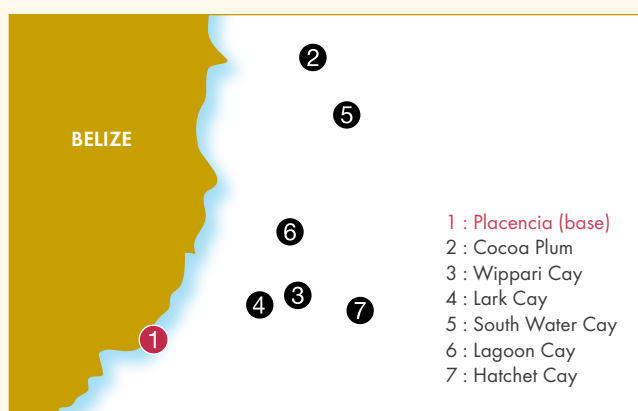 2
5
BELIZE
6
3
4
7
1
1 : Placencia (base)
2 : Cocoa Plum
3 : Wippari Cay
4 : Lark Cay
5 : South Water Cay
6 : Lagoon Cay
7 : Hatchet Cay